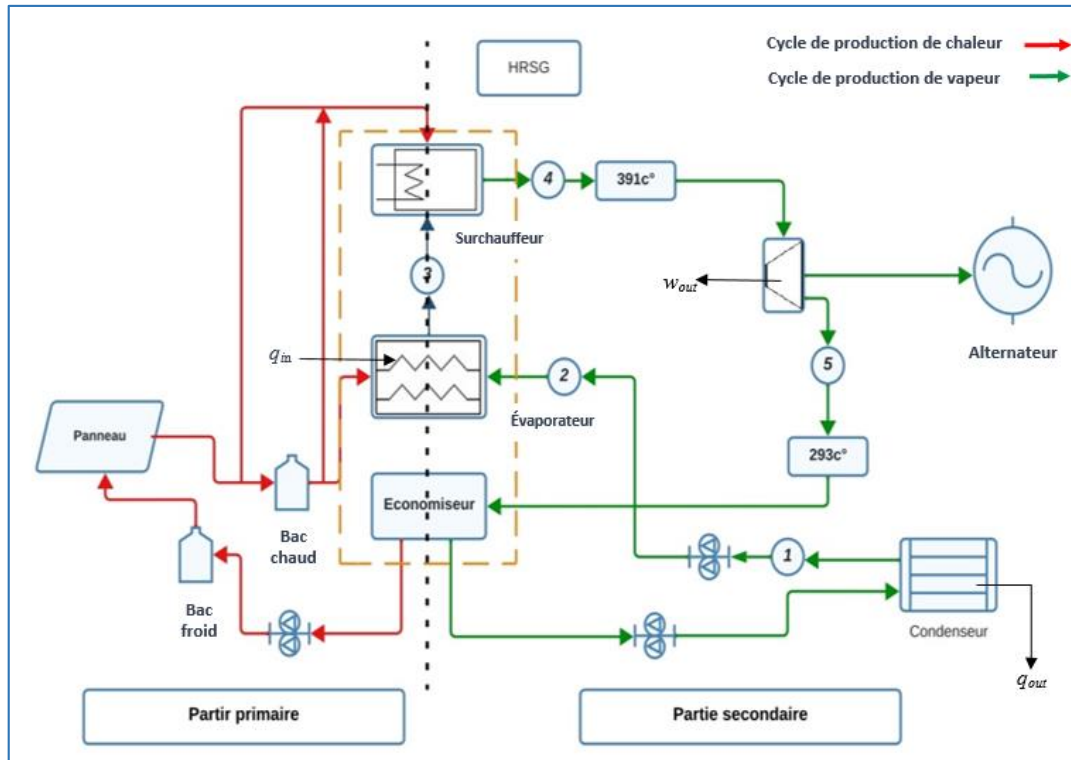 HRSG
Cycle de production de chaleur
Cycle de production de vapeur
4
391c°
Surchauffeur
3
w_out
Alternateur
q_in
2
5
Évaporateur
Panneau
293c°
Economiseur
Bac
chaud
1
Bac
froid
Condenseur
q_out
Partir primaire
Partie secondaire